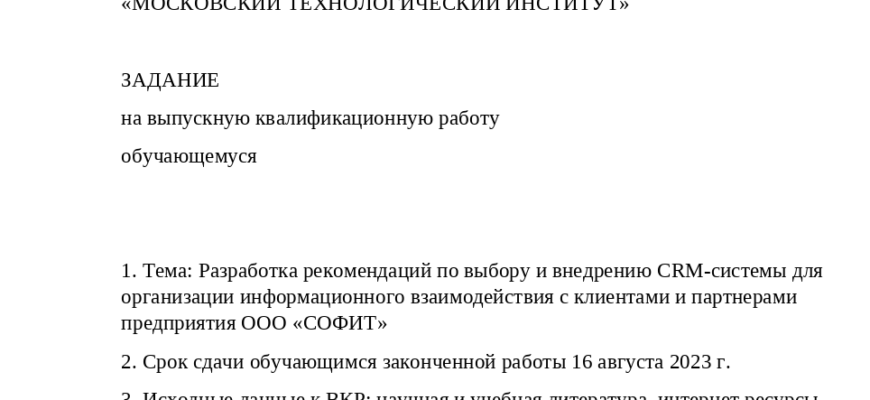 «МОСКОВСКИЙ ТЕХНОЛОГИЧЕСКИЙ ИНСТИТУТ»
ЗАДАНИЕ
на выпускную квалификационную работу
обучающемуся
1. Тема: Разработка рекомендаций по выбору и внедрению CRM-системы для
организации информационного взаимодействия с клиентами и партнерами
предприятия ООО «СОФИТ»
2. Срок сдачи обучающимся законченной работы 16 августа 2023 г.
3. Исходные данные к ВКР: научная и учебная литература, интернет ресурсы